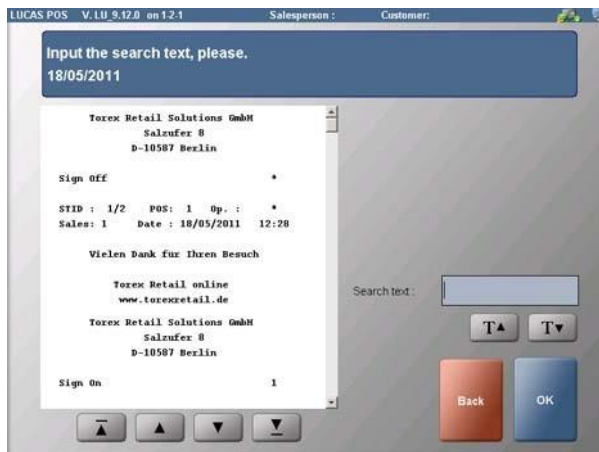 LUCAS POS V. LU_9.12.0 on 1-2-1 Salesperson : Customer:
Input the search text, please.
18/05/2011
Torex Retail Solutions GmbH
Salzufer 8
D-10587 Berlin
Sign Off *
STID : 1/2 POS: 1 Op. : *
Sales: 1 Date : 18/05/2011 12:28
Vielen Dank für Ihren Besuch
Torex Retail online
www.torexretail.de
Torex Retail Solutions GmbH
Salzufer 8
D-10587 Berlin
Sign On 1
Search text :
T▲ T▼
Back OK